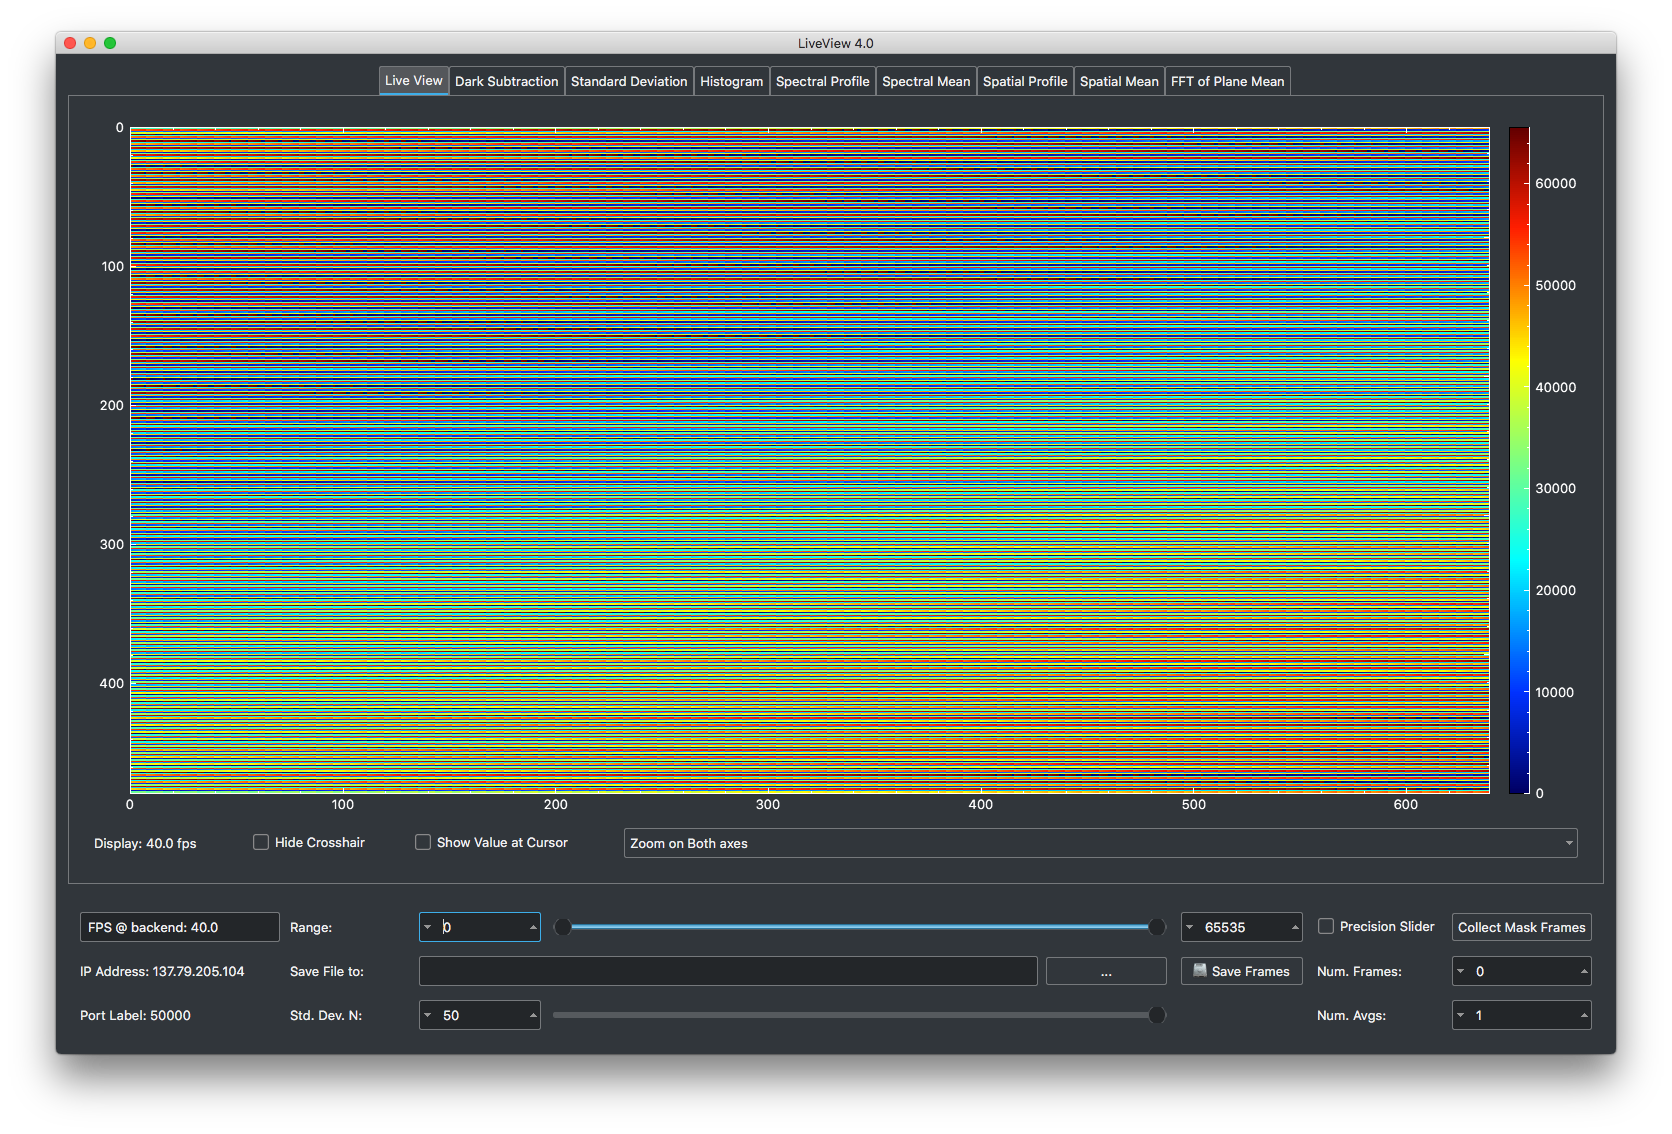 LiveView 4.0
Live View Dark Subtraction Standard Deviation Histogram Spectral Profile Spectral Mean Spatial Profile Spatial Mean FFT of Plane Mean
0
100
200
300
400
0 100 200 300 400 500 600
60000
50000
40000
30000
20000
10000
0
Display: 40.0 fps Hide Crosshair Show Value at Cursor Zoom on Both axes
FPS @ backend: 40.0 Range: 0 65535 Precision Slider Collect Mask Frames
IP Address: 137.79.205.104 Save File to: ... Save Frames Num. Frames: 0
Port Label: 50000 Std. Dev. N: 50 Num. Avgs: 1